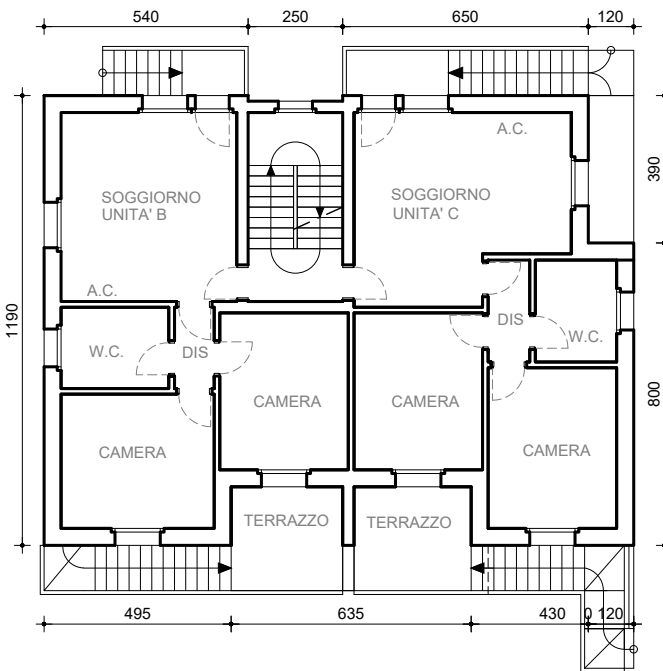 540 250 650 120
A.C.
390
SOGGIORNO
UNITA' B
SOGGIORNO
UNITA' C
A.C.
1190
W.C.
DIS
DIS
W.C.
CAMERA
CAMERA
CAMERA
CAMERA
800
TERRAZZO
TERRAZZO
495 635 430 0 120